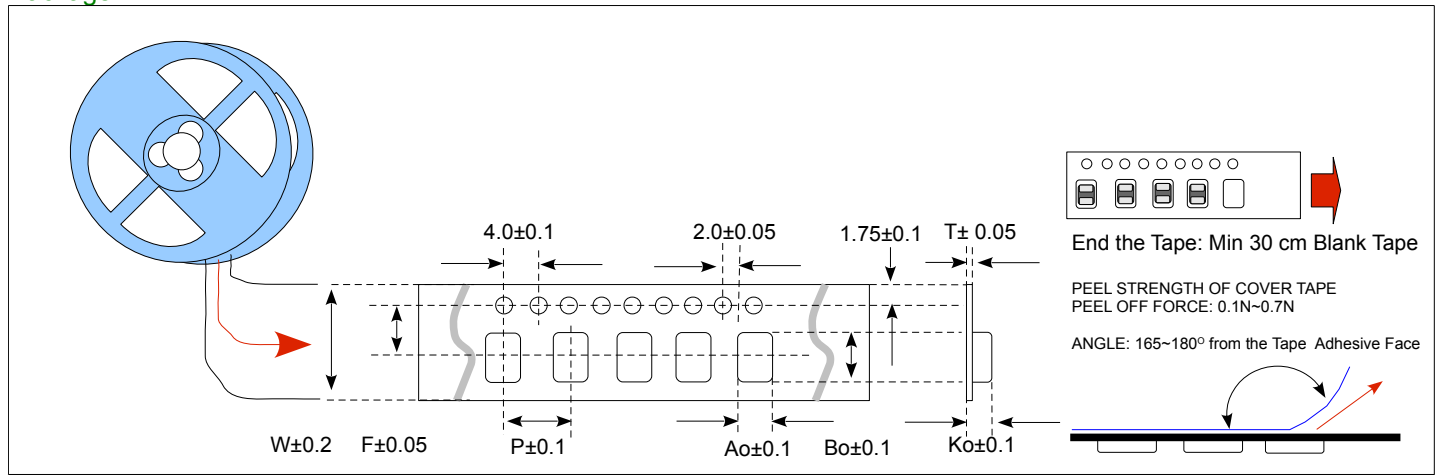 4.0±0.1
2.0±0.05
1.75±0.1
T± 0.05
W±0.2
F±0.05
P±0.1
Ao±0.1
Bo±0.1
Ko±0.1
End the Tape: Min 30 cm Blank Tape
PEEL STRENGTH OF COVER TAPE
PEEL OFF FORCE: 0.1N~0.7N
ANGLE: 165~180⁰ from the Tape Adhesive Face